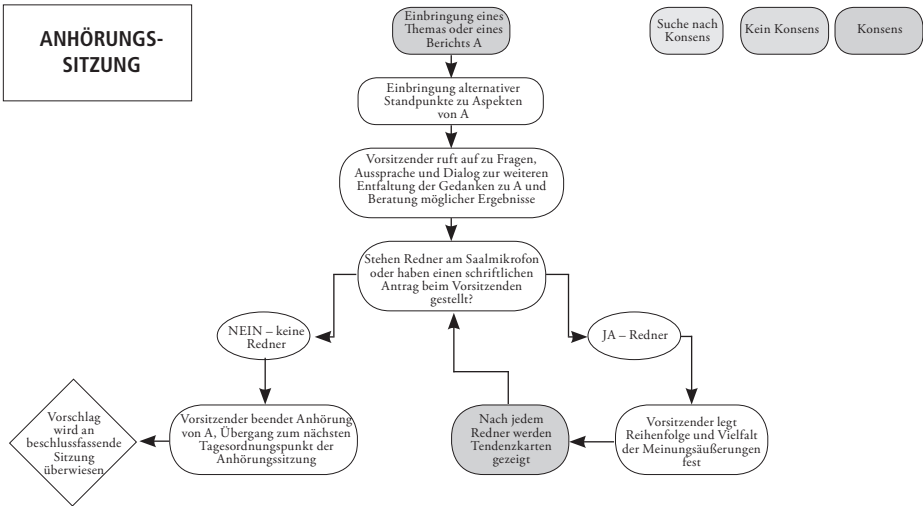 ANHÖRUNGS-
SITZUNG
Einbringung eines
Themas oder eines
Berichts A
Suche nach
Konsens
Kein Konsens
Konsens
Einbringung alternativer
Standpunkte zu Aspekten
von A
Vorsitzender ruft auf zu Fragen,
Aussprache und Dialog zur weiteren
Entfaltung der Gedanken zu A und
Beratung möglicher Ergebnisse
Stehen Redner am Saalmikrofon
oder haben einen schriftlichen
Antrag beim Vorsitzenden
gestellt?
NEIN – keine
Redner
JA – Redner
Vorschlag
wird an
beschlussfassende
Sitzung
überwiesen
Vorsitzender beendet Anhörung
von A, Übergang zum nächsten
Tagesordnungspunkt der
Anhörungssitzung
Nach jedem
Redner werden
Tendenzkarten
gezeigt
Vorsitzender legt
Reihenfolge und Vielfalt
der Meinungsäußerungen
fest